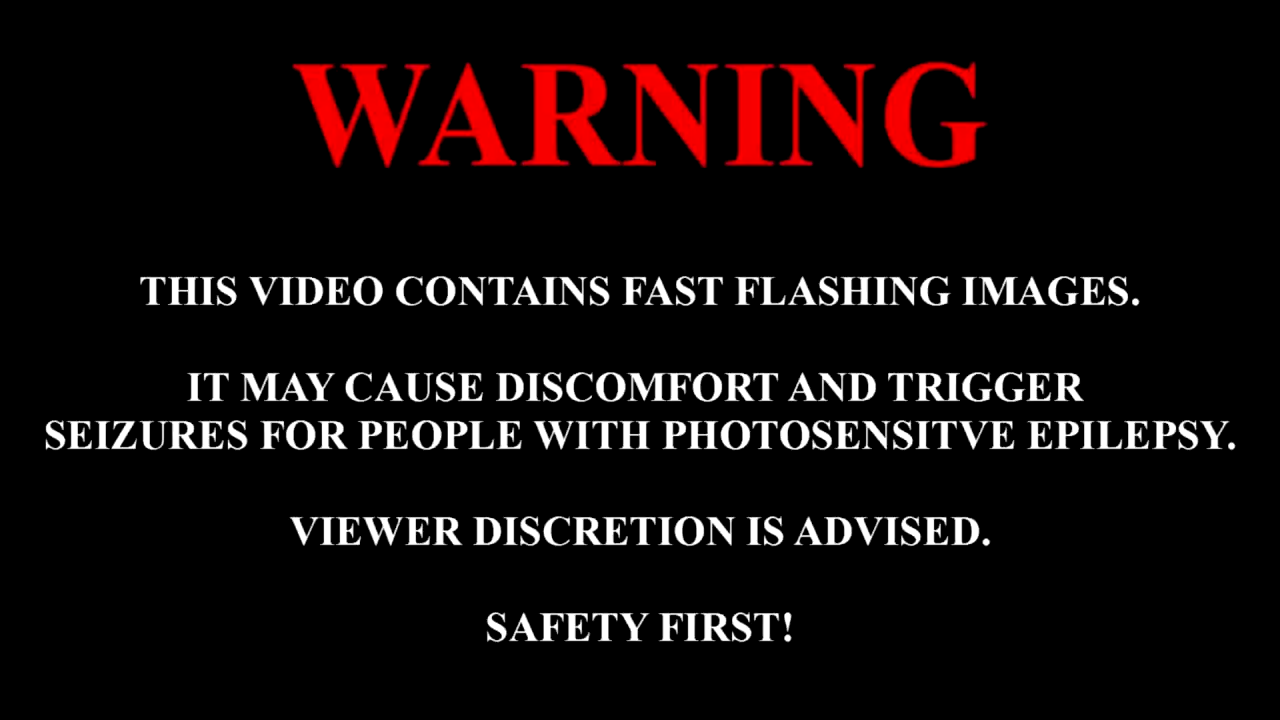 WARNING
THIS VIDEO CONTAINS FAST FLASHING IMAGES.
IT MAY CAUSE DISCOMFORT AND TRIGGER
SEIZURES FOR PEOPLE WITH PHOTOSENSITVE EPILEPSY.
VIEWER DISCRETION IS ADVISED.
SAFETY FIRST!